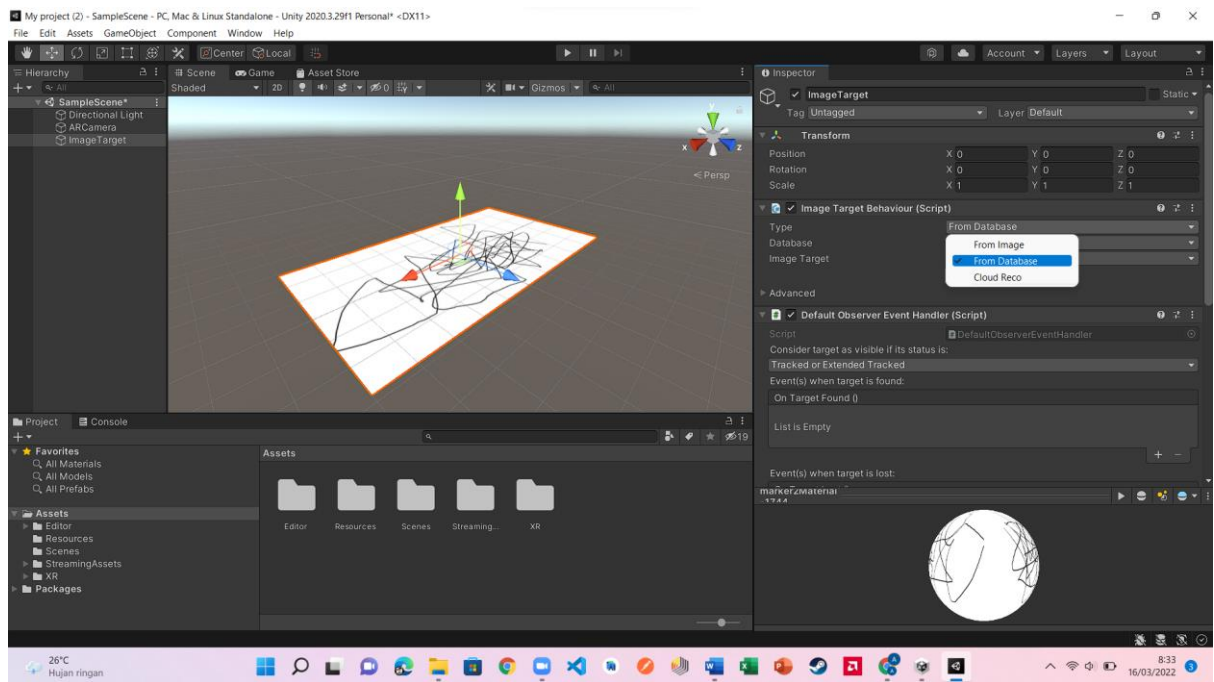 My project (2) - SampleScene - PC, Mac & Linux Standalone - Unity 2020.3.29f1 Personal* <DX11>
File Edit Assets GameObject Component Window Help
Center Local
Account Layers Layout
Hierarchy
All
SampleScene*
Directional Light
ARCamera
ImageTarget
Scene Game Asset Store
Shaded 2D 0 Gizmos All
y
x z
Persp
Inspector
ImageTarget Static
Tag Untagged Layer Default
Transform
Position X 0 Y 0 Z 0
Rotation X 0 Y 0 Z 0
Scale X 1 Y 1 Z 1
Image Target Behaviour (Script)
Type From Database
Database
Image Target
From Image
From Database
Cloud Reco
Advanced
Default Observer Event Handler (Script)
Script DefaultObserverEventHandler
Consider target as visible if its status is:
Tracked or Extended Tracked
Event(s) when target is found:
On Target Found ()
List is Empty
Event(s) when target is lost:
marker2Material
-1744
Project Console
19
Favorites
All Materials
All Models
All Prefabs
Assets
Editor
Resources
Scenes
StreamingAssets
XR
Packages
Assets
Editor Resources Scenes Streaming... XR
26°C
Hujan ringan
8:33
16/03/2022 3